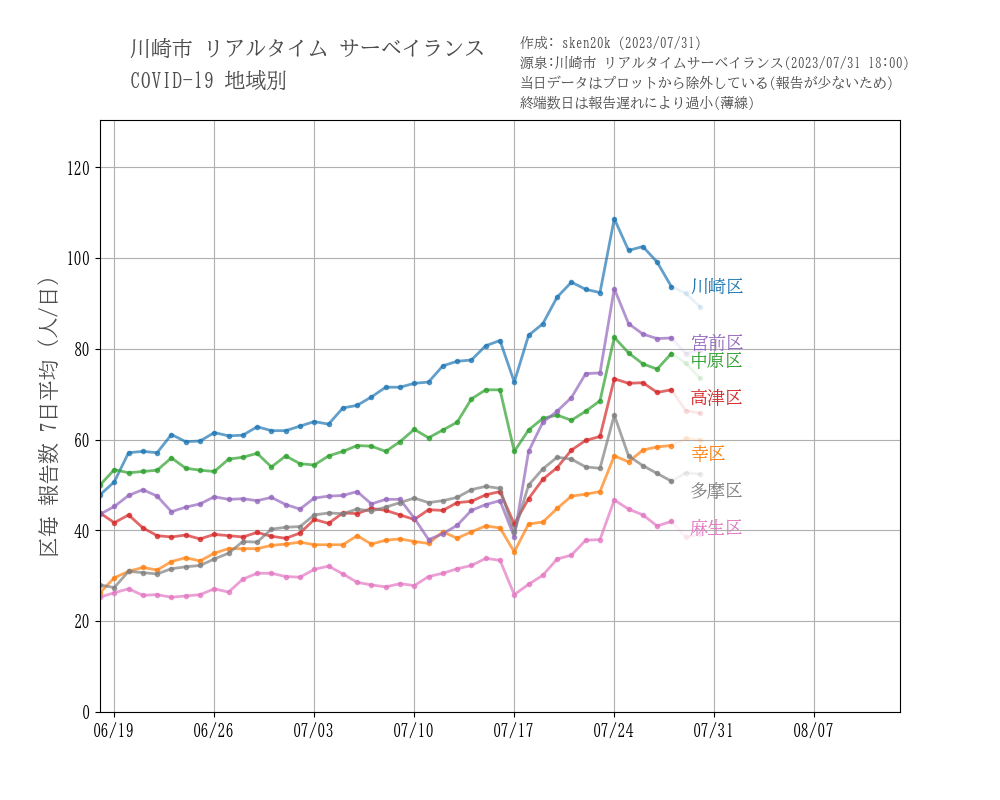 川崎市 リアルタイム サーベイランス
COVID-19 地域別
作成: sken20k (2023/07/31)
源泉:川崎市 リアルタイムサーベイランス(2023/07/31 18:00)
当日データはプロットから除外している(報告が少ないため)
終端数日は報告遅れにより過小(薄線)
区毎 報告数 7日平均 (人/日)
120
100
80
60
40
20
0
川崎区
宮前区
中原区
高津区
幸区
多摩区
麻生区
06/19 06/26 07/03 07/10 07/17 07/24 07/31 08/07